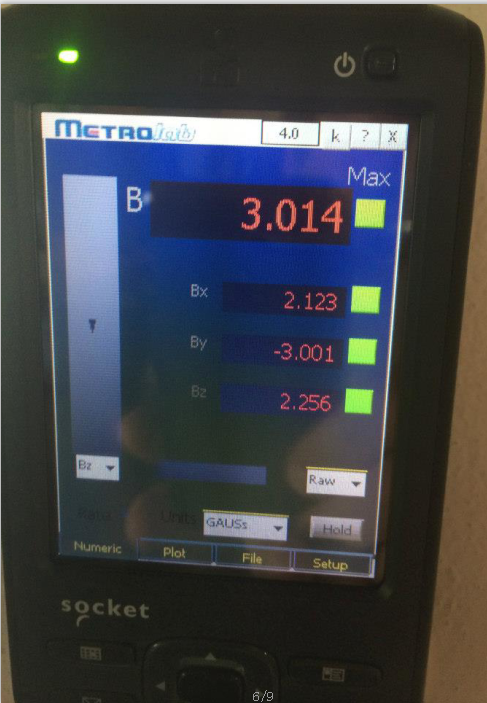 METROlab 4.0 k ? X
Max
B 3.014
Bx 2.123
By -3.001
Bz 2.256
Bz Raw
Units GAUSs Hold
Numeric Plot File Setup
socket
6/9